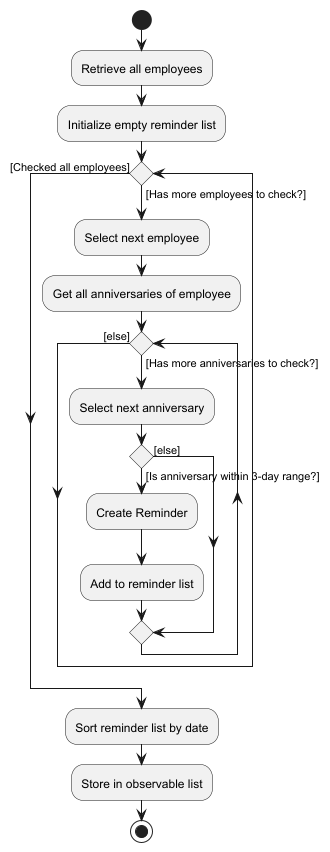 Retrieve all employees
Initialize empty reminder list
[Checked all employees]
[Has more employees to check?]
Select next employee
Get all anniversaries of employee
[else]
[Has more anniversaries to check?]
Select next anniversary
[else]
[Is anniversary within 3-day range?]
Create Reminder
Add to reminder list
Sort reminder list by date
Store in observable list